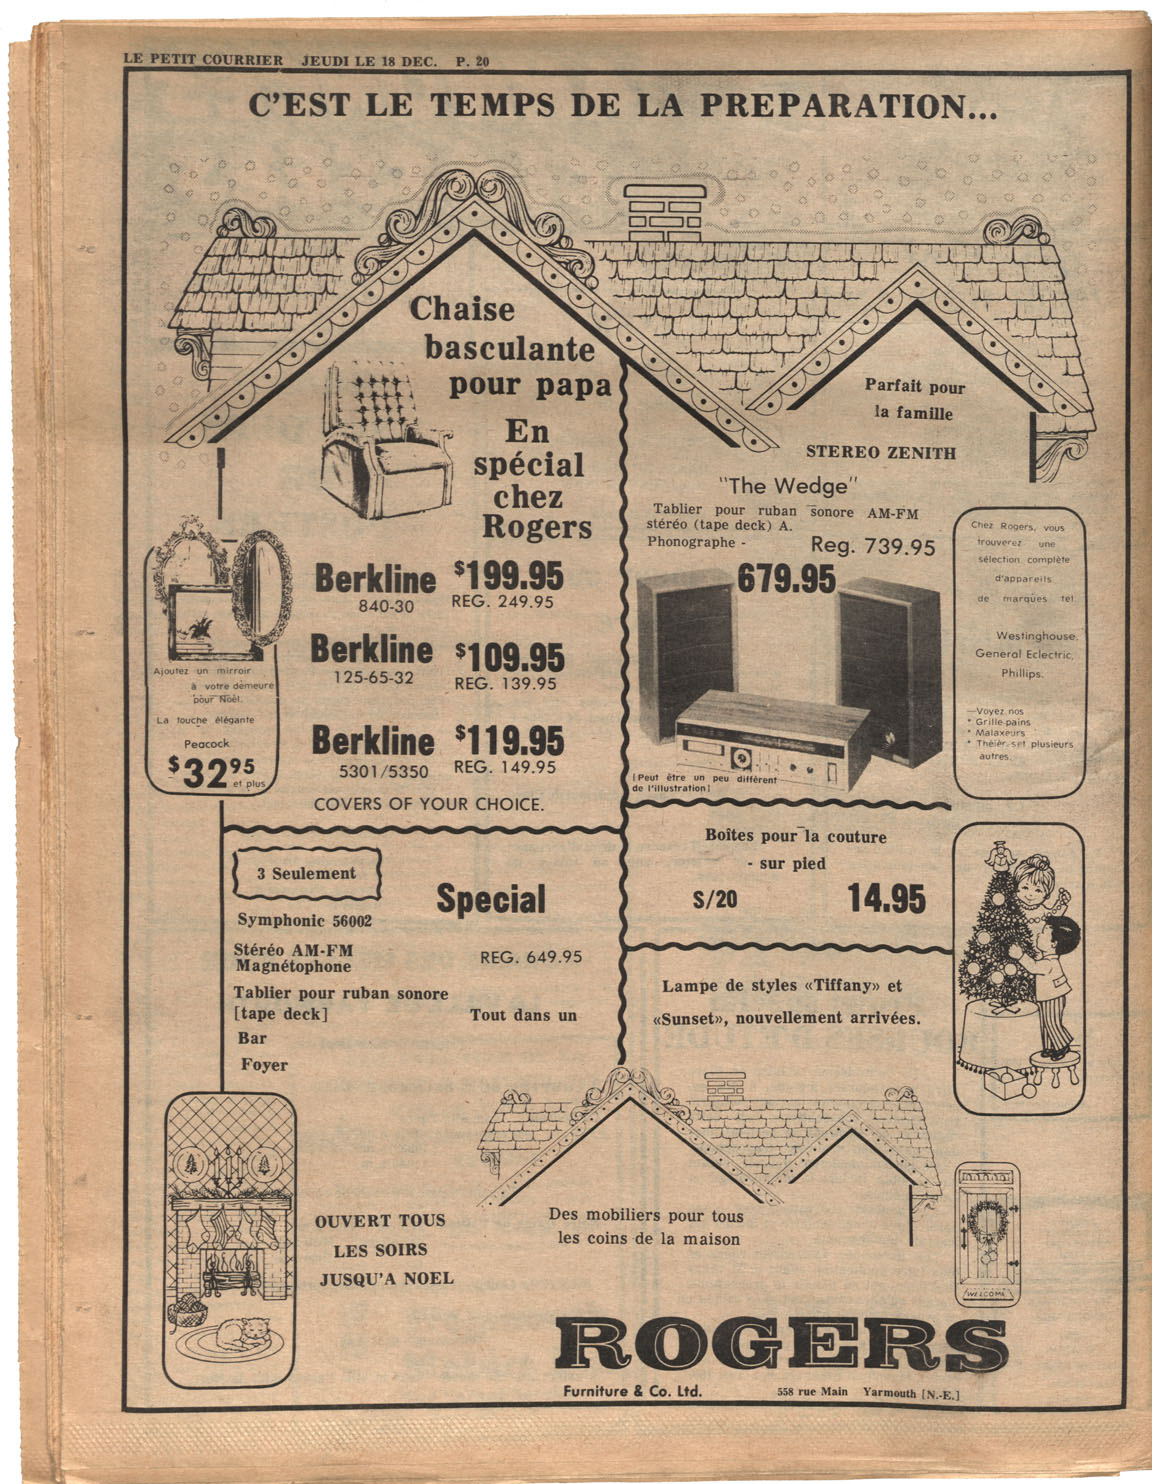 LE PETIT COURRIER JEUDI LE 18 DEC. P. 20
C'EST LE TEMPS DE LA PREPARATION...
Chaise
basculante
pour papa
En
spécial
chez
Rogers
Berkline $199.95
840-30 REG. 249.95
Berkline $109.95
125-65-32 REG. 139.95
Berkline $119.95
5301/5350 REG. 149.95
COVERS OF YOUR CHOICE.
Ajoutez un mirroir
à votre demeure
pour Noël.
La touche élégante
Peacock
$32 95
et plus
Parfait pour
la famille
STEREO ZENITH
"The Wedge"
Tablier pour ruban sonore AM-FM
stéréo (tape deck) A.
Phonographe - Reg. 739.95
679.95
[Peut être un peu différent
de l'illustration]
Chez Rogers, vous
trouverez une
sélection complète
d'appareils
de marques tel
Westinghouse,
General Eclectric,
Phillips.
—Voyez nos
* Grille-pains
* Malaxeurs
* Théier-set plusieurs
autres.
3 Seulement
Special
Symphonic 56002
Stéréo AM-FM REG. 649.95
Magnétophone
Tablier pour ruban sonore
[tape deck] Tout dans un
Bar
Foyer
Boîtes pour la couture
- sur pied
S/20 14.95
Lampe de styles «Tiffany» et
«Sunset», nouvellement arrivées.
OUVERT TOUS
LES SOIRS
JUSQU'A NOEL
Des mobiliers pour tous
les coins de la maison
WELCOME
ROGERS
Furniture & Co. Ltd. 558 rue Main Yarmouth [N.-E.]